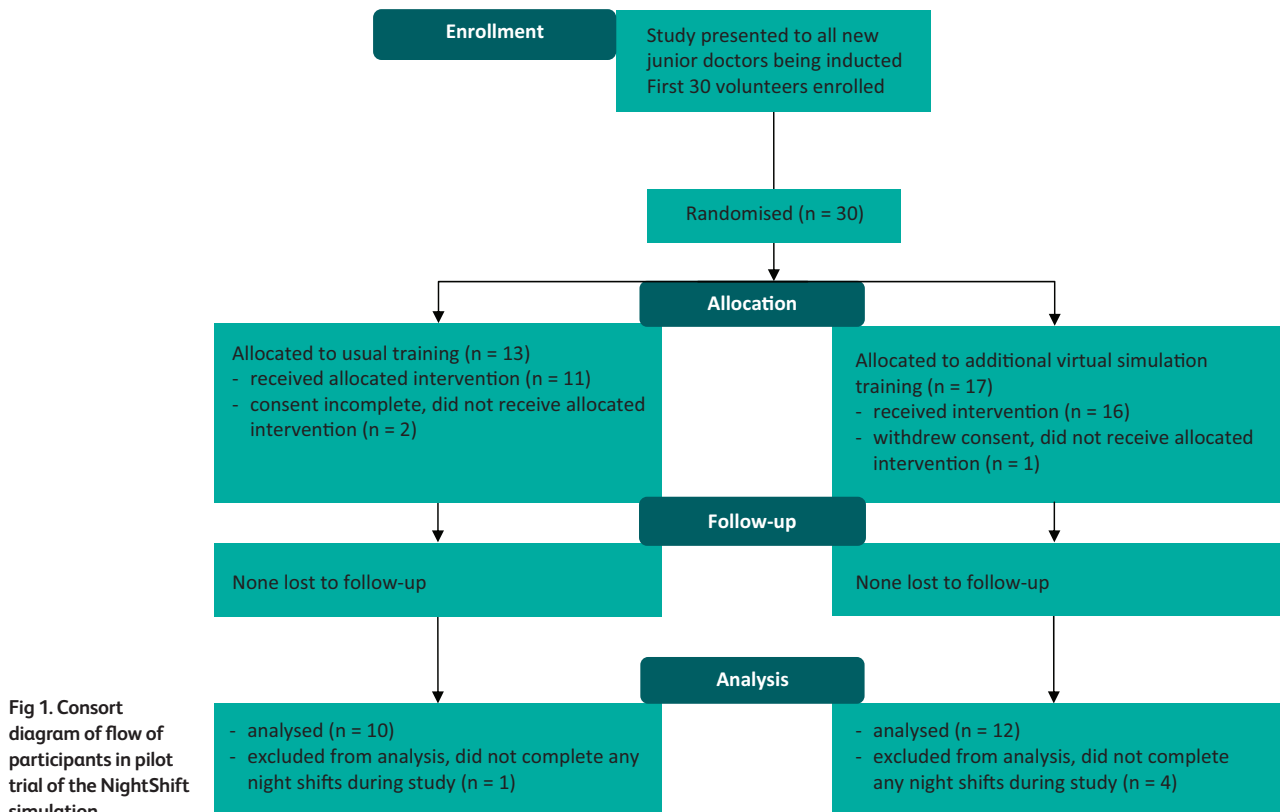 Enrollment
Study presented to all new
junior doctors being inducted
First 30 volunteers enrolled
Randomised (n = 30)
Allocation
Allocated to usual training (n = 13)
- received allocated intervention (n = 11)
- consent incomplete, did not receive allocated
intervention (n = 2)
Allocated to additional virtual simulation
training (n = 17)
- received intervention (n = 16)
- withdrew consent, did not receive allocated
intervention (n = 1)
Follow-up
None lost to follow-up
None lost to follow-up
Analysis
- analysed (n = 10)
- excluded from analysis, did not complete any
night shifts during study (n = 1)
- analysed (n = 12)
- excluded from analysis, did not complete
any night shifts during study (n = 4)
Fig 1. Consort
diagram of flow of
participants in pilot
trial of the NightShift
simulation